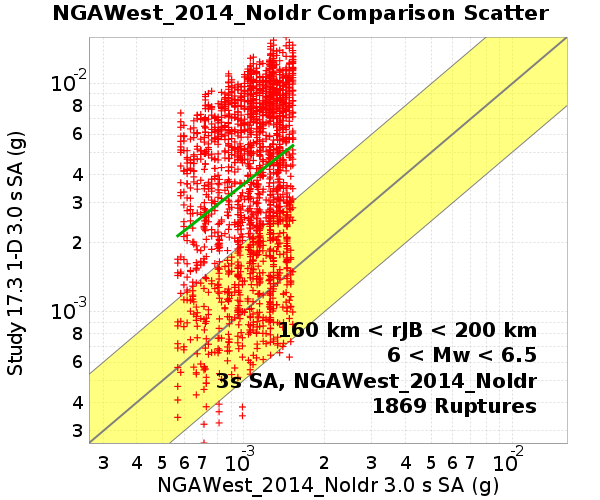 NGAWest_2014_NoIdr Comparison Scatter
Study 17.3 1-D 3.0 s SA (g)
10-2
8
6
4
3
2
10-3
8
6
4
3
160 km < rJB < 200 km
6 < Mw < 6.5
3s SA, NGAWest_2014_NoIdr
1869 Ruptures
3 4 5 6 7 10-3 2 3 4 5 6 7 10-2
NGAWest_2014_NoIdr 3.0 s SA (g)